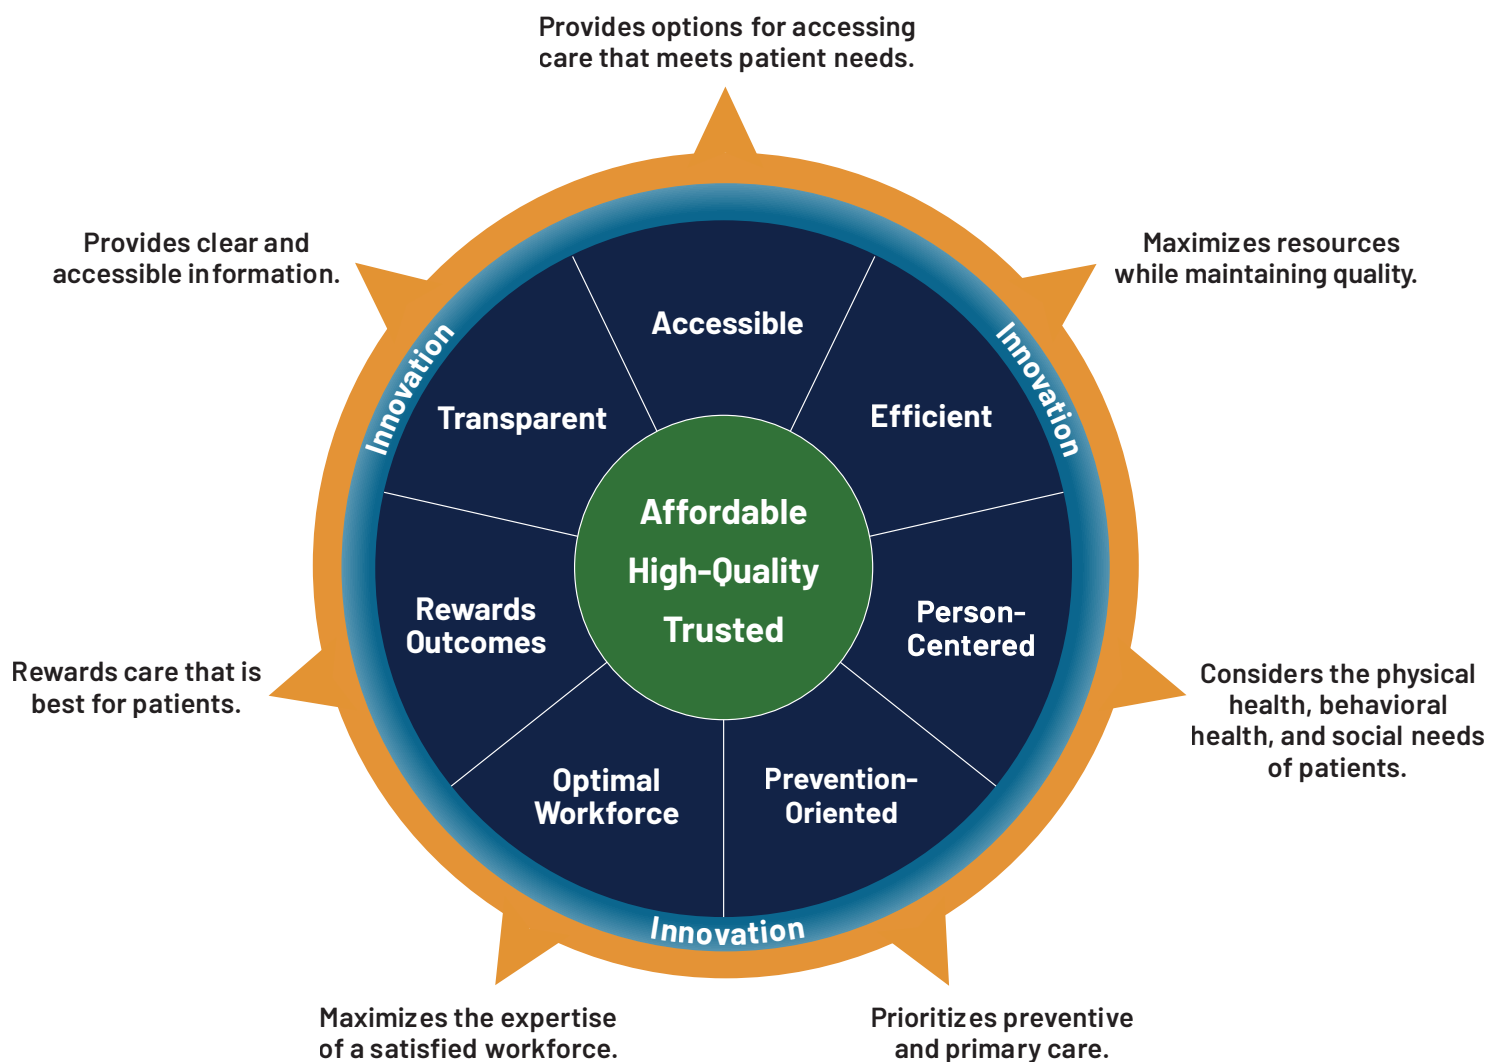 Provides options for accessing
care that meets patient needs.
Provides clear and
accessible information.
Maximizes resources
while maintaining quality.
Innovation
Innovation
Accessible
Transparent
Efficient
Affordable
High-Quality
Trusted
Rewards
Outcomes
Person-
Centered
Rewards care that is
best for patients.
Considers the physical
health, behavioral
health, and social needs
of patients.
Optimal
Workforce
Prevention-
Oriented
Innovation
Maximizes the expertise
of a satisfied workforce.
Prioritizes preventive
and primary care.